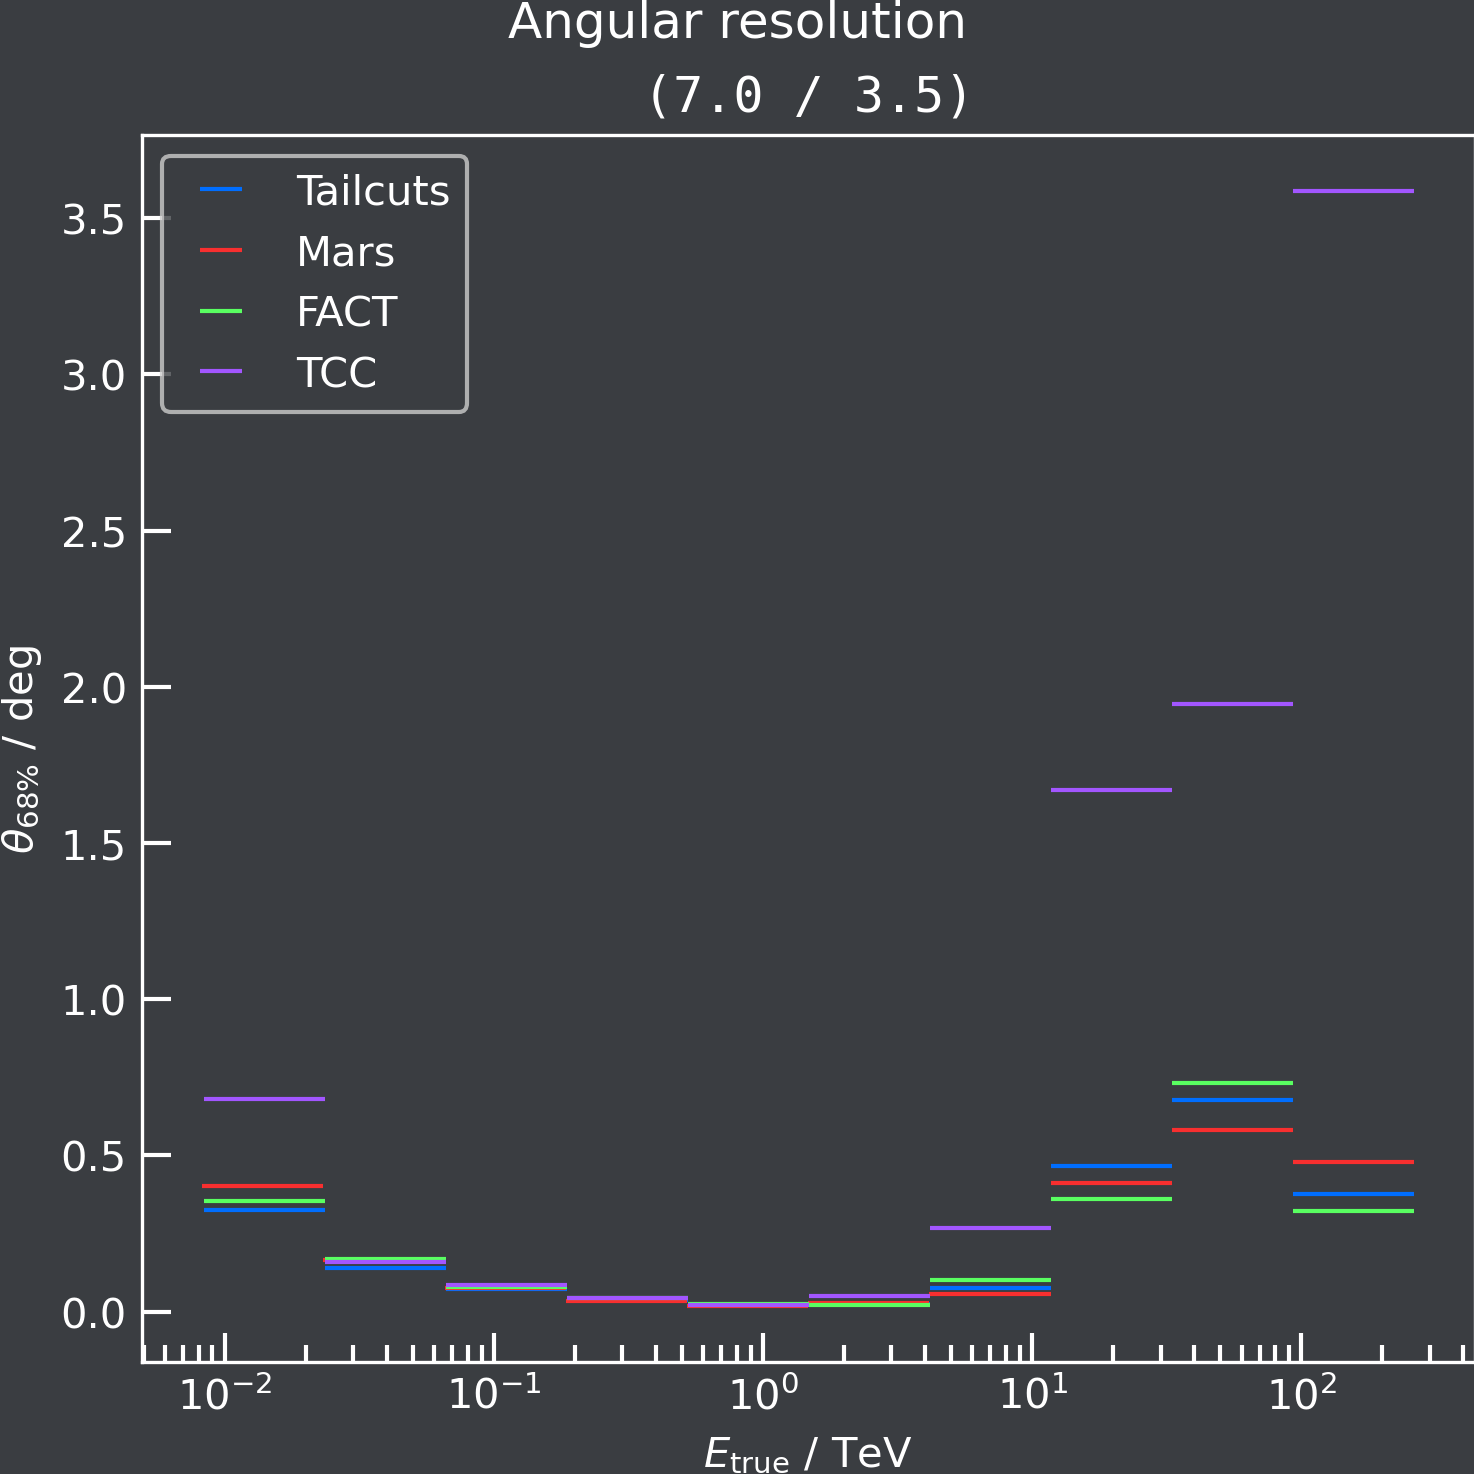 Angular resolution
(7.0 / 3.5)
Tailcuts
Mars
FACT
TCC
3.5
3.0
2.5
2.0
1.5
1.0
0.5
0.0
θ68% / deg
10⁻² 10⁻¹ 10⁰ 10¹ 10²
Etrue / TeV